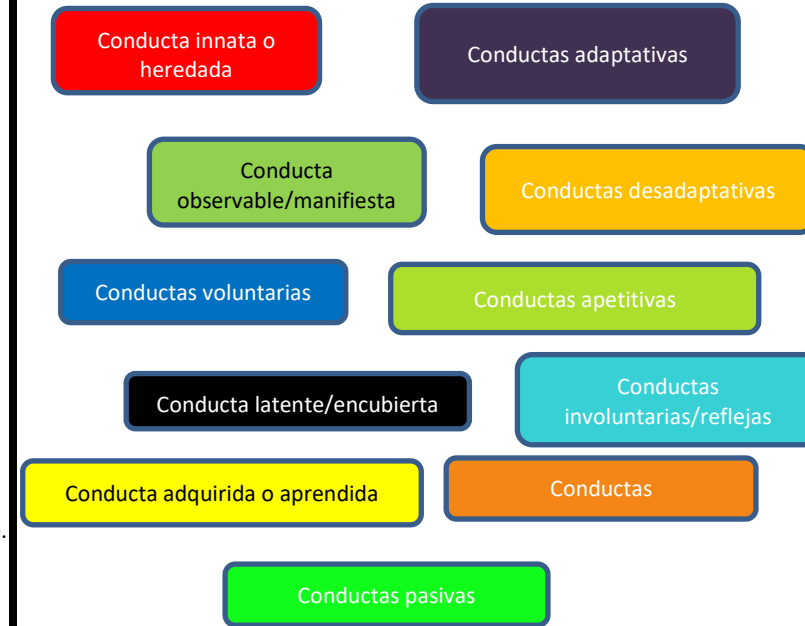 Conducta innata o
heredada
Conductas adaptativas
Conducta
observable/manifiesta
Conductas desadaptativas
Conductas voluntarias
Conductas apetitivas
Conducta latente/encubierta
Conductas
involuntarias/reflejas
Conducta adquirida o aprendida
Conductas
.
Conductas pasivas